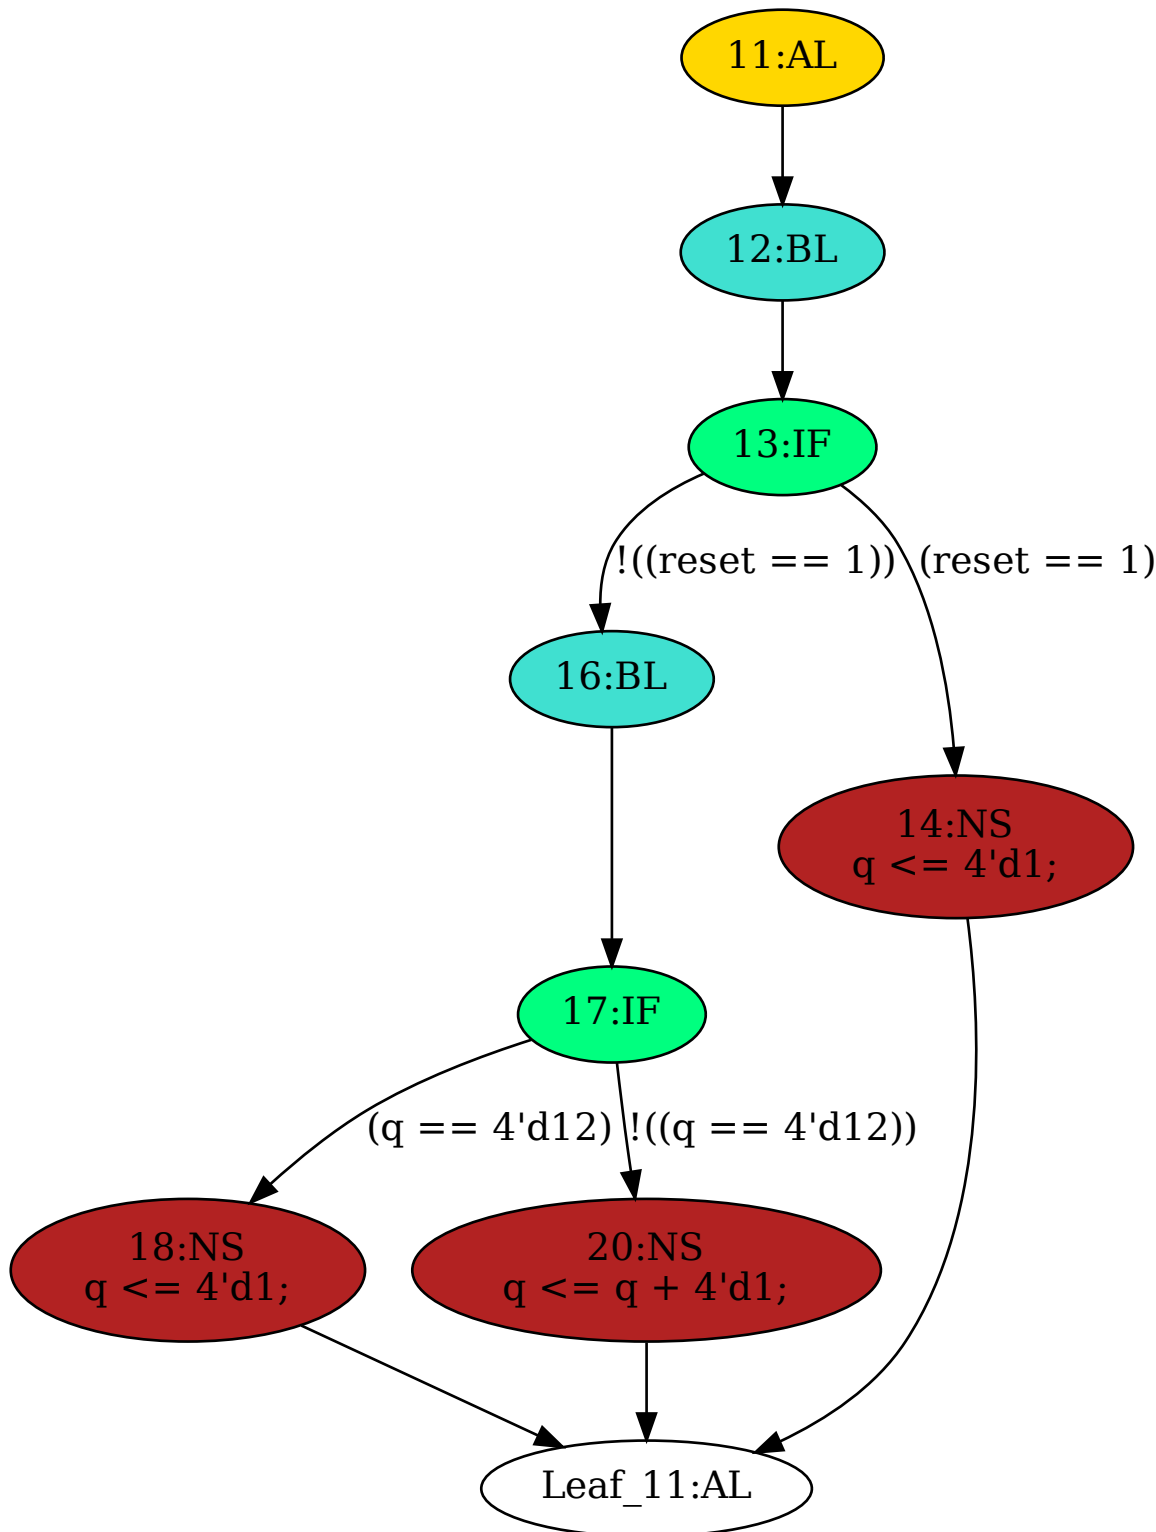 11:AL
12:BL
13:IF
!((reset == 1))
(reset == 1)
16:BL
14:NS
q <= 4'd1;
17:IF
(q == 4'd12)
!((q == 4'd12))
18:NS
q <= 4'd1;
20:NS
q <= q + 4'd1;
Leaf_11:AL